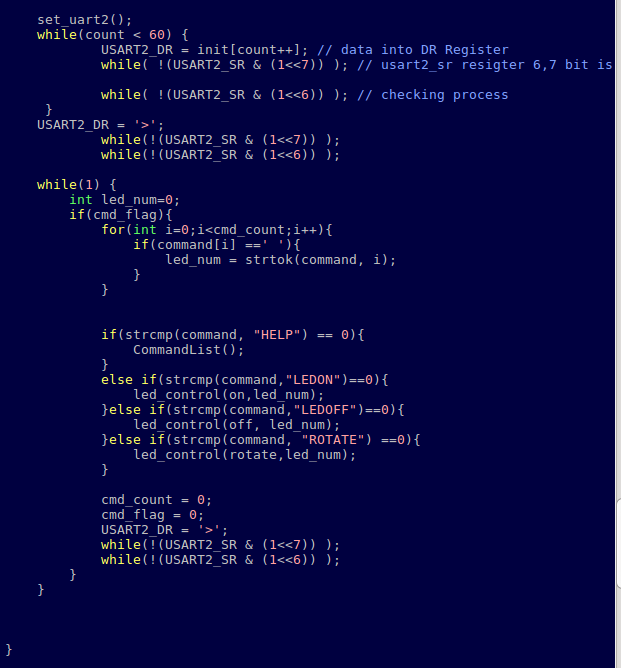 set_uart2();
while(count < 60) {
USART2_DR = init[count++]; // data into DR Register
while( !(USART2_SR & (1<<7)) ); // usart2_sr resigter 6,7 bit is
while( !(USART2_SR & (1<<6)) ); // checking process
}
USART2_DR = '>';
while(!(USART2_SR & (1<<7)) );
while(!(USART2_SR & (1<<6)) );
while(1) {
int led_num=0;
if(cmd_flag){
for(int i=0;i<cmd_count;i++){
if(command[i] ==' '){
led_num = strtok(command, i);
}
}
if(strcmp(command, "HELP") == 0){
CommandList();
}
else if(strcmp(command,"LEDON")==0){
led_control(on,led_num);
}else if(strcmp(command,"LEDOFF")==0){
led_control(off, led_num);
}else if(strcmp(command, "ROTATE") ==0){
led_control(rotate,led_num);
}
cmd_count = 0;
cmd_flag = 0;
USART2_DR = '>';
while(!(USART2_SR & (1<<7)) );
while(!(USART2_SR & (1<<6)) );
}
}
}